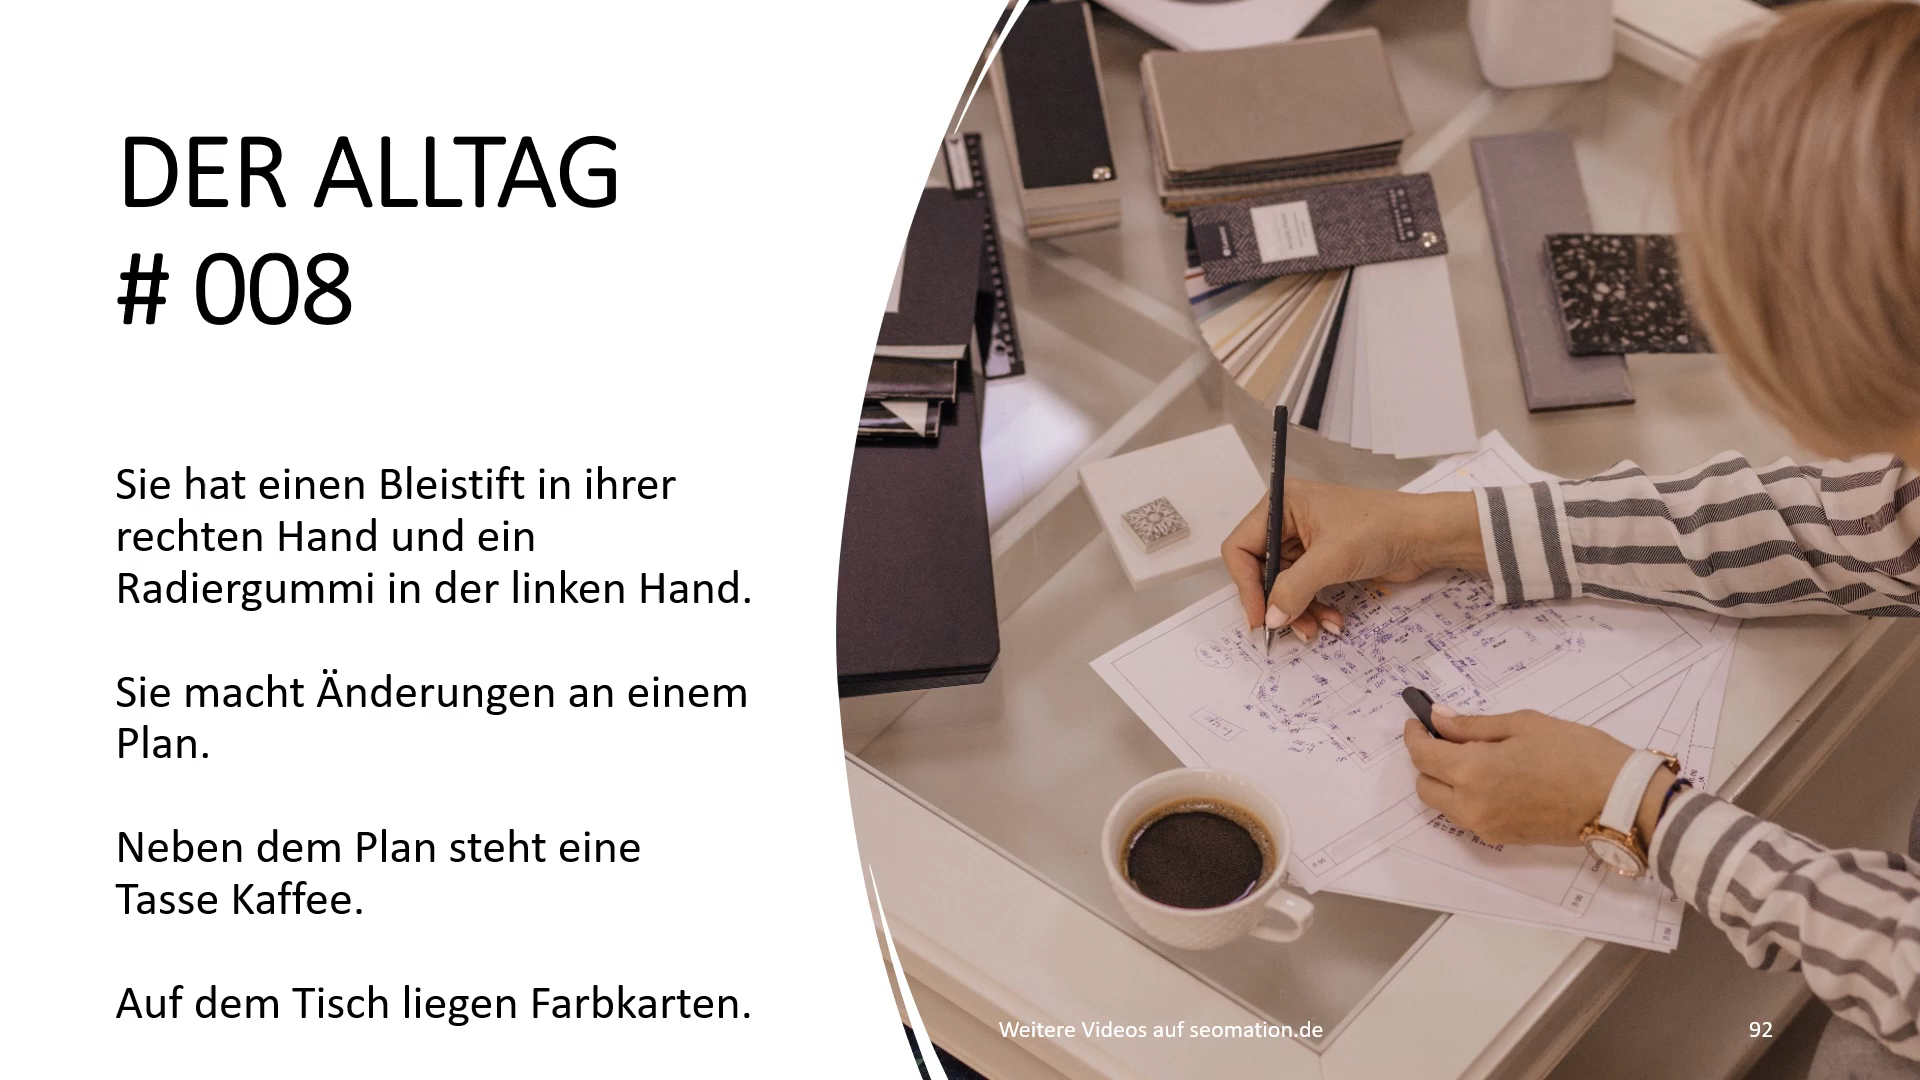 DER ALLTAG
# 008
Sie hat einen Bleistift in ihrer
rechten Hand und ein
Radiergummi in der linken Hand.
Sie macht Änderungen an einem
Plan.
Neben dem Plan steht eine
Tasse Kaffee.
Auf dem Tisch liegen Farbkarten.
Weitere Videos auf seomation.de
92